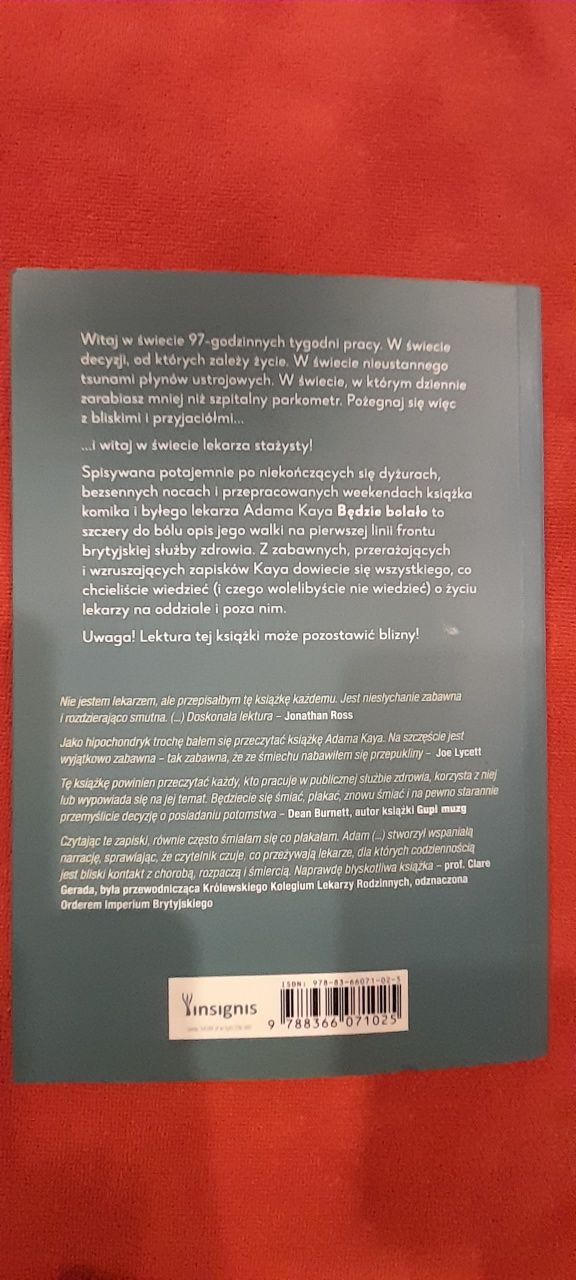 Witaj w świecie 97-godzinnych tygodni pracy. W świecie
decyzji, od których zależy życie. W świecie nieustannego
tsunami płynów ustrojowych. W świecie, w którym dziennie
zarabiasz mniej niż szpitalny parkometr. Pożegnaj się więc
z bliskimi i przyjaciółmi...
...i witaj w świecie lekarza stażysty!
Spisywana potajemnie po niekończących się dyżurach,
bezsennych nocach i przepracowanych weekendach książka
komika i byłego lekarza Adama Kaya Będzie bolało to
szczery do bólu opis jego walki na pierwszej linii frontu
brytyjskiej służby zdrowia. Z zabawnych, przerażających
i wzruszających zapisków Kaya dowiecie się wszystkiego, co
chcieliście wiedzieć (i czego wolelibyście nie wiedzieć) o życiu
lekarzy na oddziale i poza nim.
Uwaga! Lektura tej książki może pozostawić blizny!
Nie jestem lekarzem, ale przepisałbym tę książkę każdemu. Jest niesłychanie zabawna
i rozdzierająco smutna. (...) Doskonała lektura – Jonathan Ross
Jako hipochondryk trochę bałem się przeczytać książkę Adama Kaya. Na szczęście jest
wyjątkowo zabawna – tak zabawna, że ze śmiechu nabawiłem się przepukliny – Joe Lycett
Tę książkę powinien przeczytać każdy, kto pracuje w publicznej służbie zdrowia, korzysta z niej
lub wypowiada się na jej temat. Będziecie się śmiać, płakać, znowu śmiać i na pewno starannie
przemyślicie decyzję o posiadaniu potomstwa – Dean Burnett, autor książki Gupi muzg
Czytając te zapiski, równie często śmiałam się co płakałam. Adam (...) stworzył wspaniałą
narrację, sprawiając, że czytelnik czuje, co przeżywają lekarze, dla których codziennością
jest bliski kontakt z chorobą, rozpaczą i śmiercią. Naprawdę błyskotliwa książka – prof. Clare
Gerada, była przewodnicząca Królewskiego Kolegium Lekarzy Rodzinnych, odznaczona
Orderem Imperium Brytyjskiego
insignis
ISBN: 978-83-66071-02-5
9 788366 071025